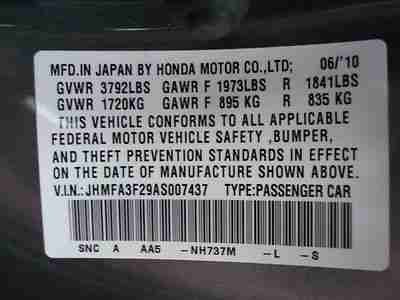 MFD.IN JAPAN BY HONDA MOTOR CO.,LTD; 06/'10
GVWR 3792LBS GAWR F 1973LBS R 1841LBS
GVWR 1720KG GAWR F 895 KG R 835 KG
THIS VEHICLE CONFORMS TO ALL APPLICABLE
FEDERAL MOTOR VEHICLE SAFETY ,BUMPER,
AND THEFT PREVENTION STANDARDS IN EFFECT
ON THE DATE OF MANUFACTURE SHOWN ABOVE.
V.I.N.: JHMFA3F29AS007437 TYPE:PASSENGER CAR
SNC A AA5 -NH737M -L -S